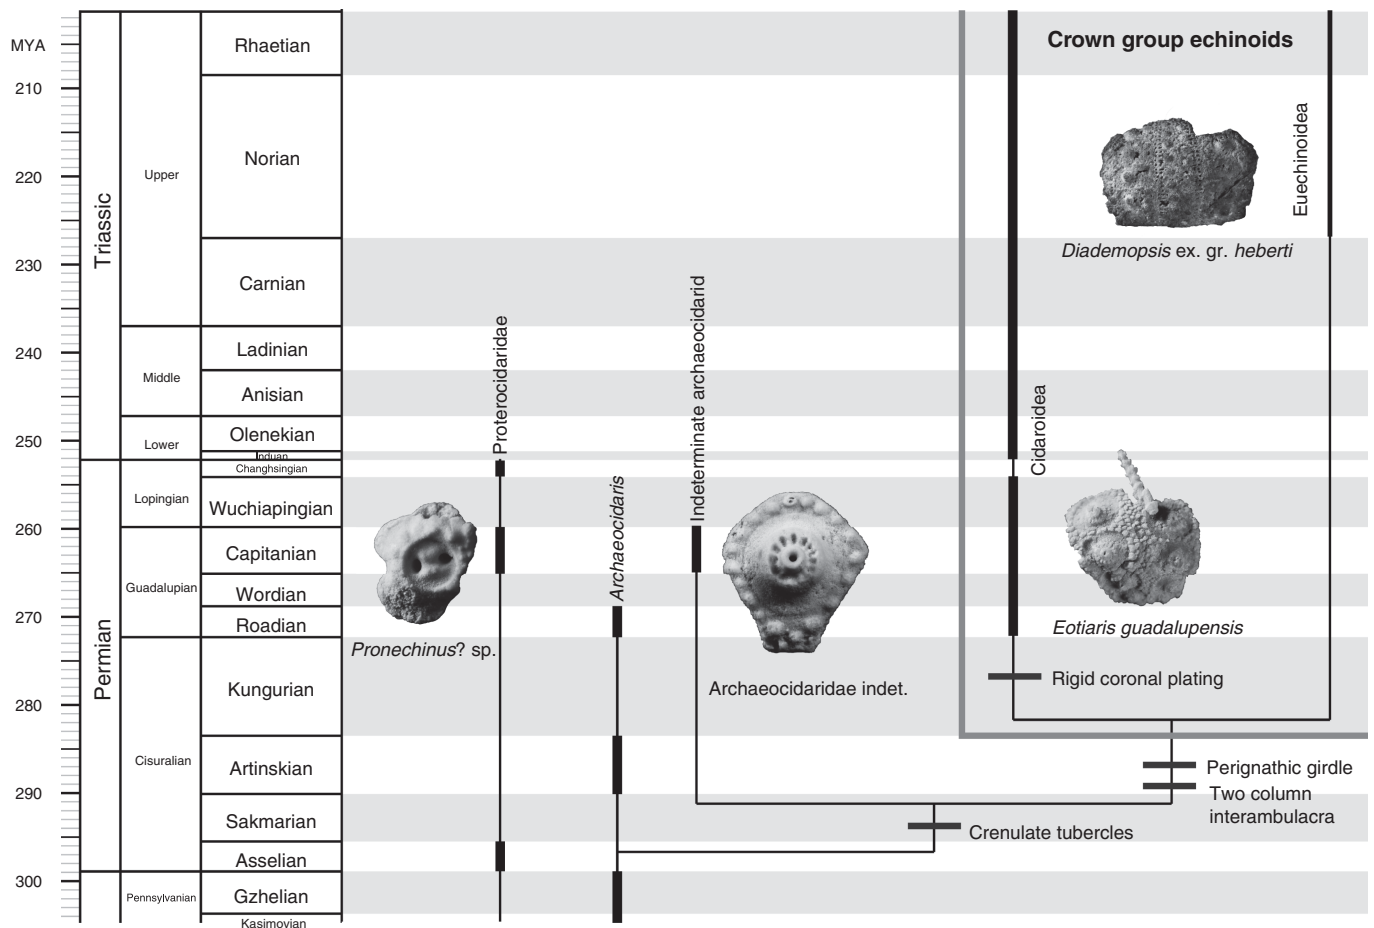 MYA
210
220
230
240
250
260
270
280
290
300
Triassic
Permian
Upper
Middle
Lower
Lopingian
Guadalupian
Cisuralian
Pennsylvanian
Rhaetian
Norian
Carnian
Ladinian
Anisian
Olenekian
Induan
Changhsingian
Wuchiapingian
Capitanian
Wordian
Roadian
Kungurian
Artinskian
Sakmarian
Asselian
Gzhelian
Kasimovian
Proterocidaridae
Pronechinus? sp.
Archaeocidaris
Indeterminate archaeocidarid
Archaeocidaridae indet.
Crown group echinoids
Cidaroidea
Euechinoidea
Diademopsis ex. gr. heberti
Eotiaris guadalupensis
Rigid coronal plating
Perignathic girdle
Two column
interambulacra
Crenulate tubercles